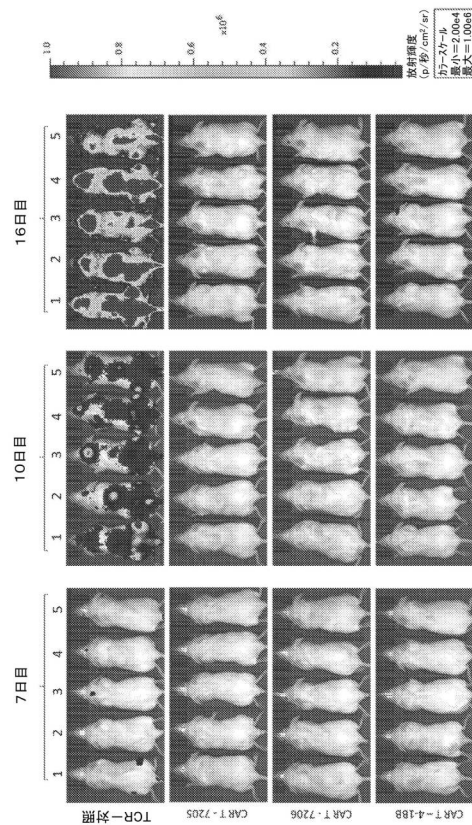 7日目
10日目
16日目
1 2 3 4 5
1 2 3 4 5
1 2 3 4 5
TCR－対照
CART-7205
CART-7206
CART-4-1BB
1.0
0.8
0.6
x10⁶
0.4
0.2
放射輝度
(p/秒/cm²/sr)
カラースケール
最小=2.00e4
最大=1.00e6